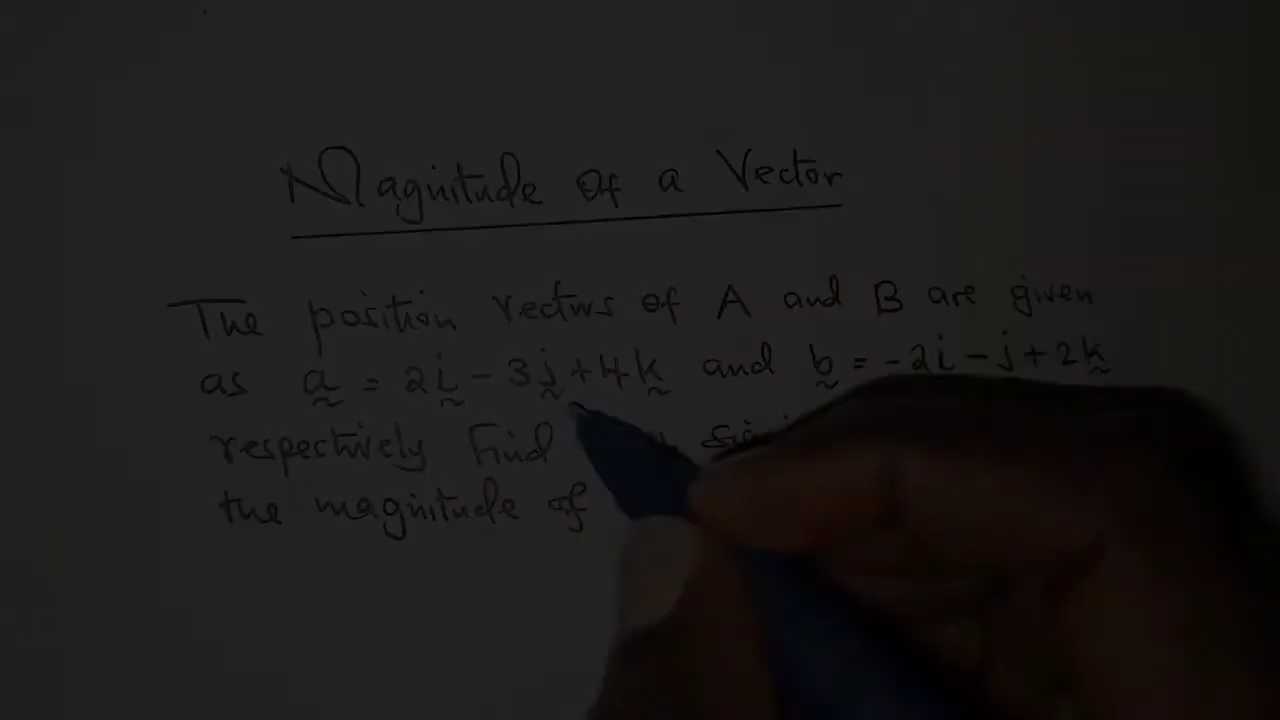 Magnitude of a Vector
The position vectors of A and B are given
as a = 2i - 3j + 4k and b = -2i - j + 2k
respectively Find
the magnitude of